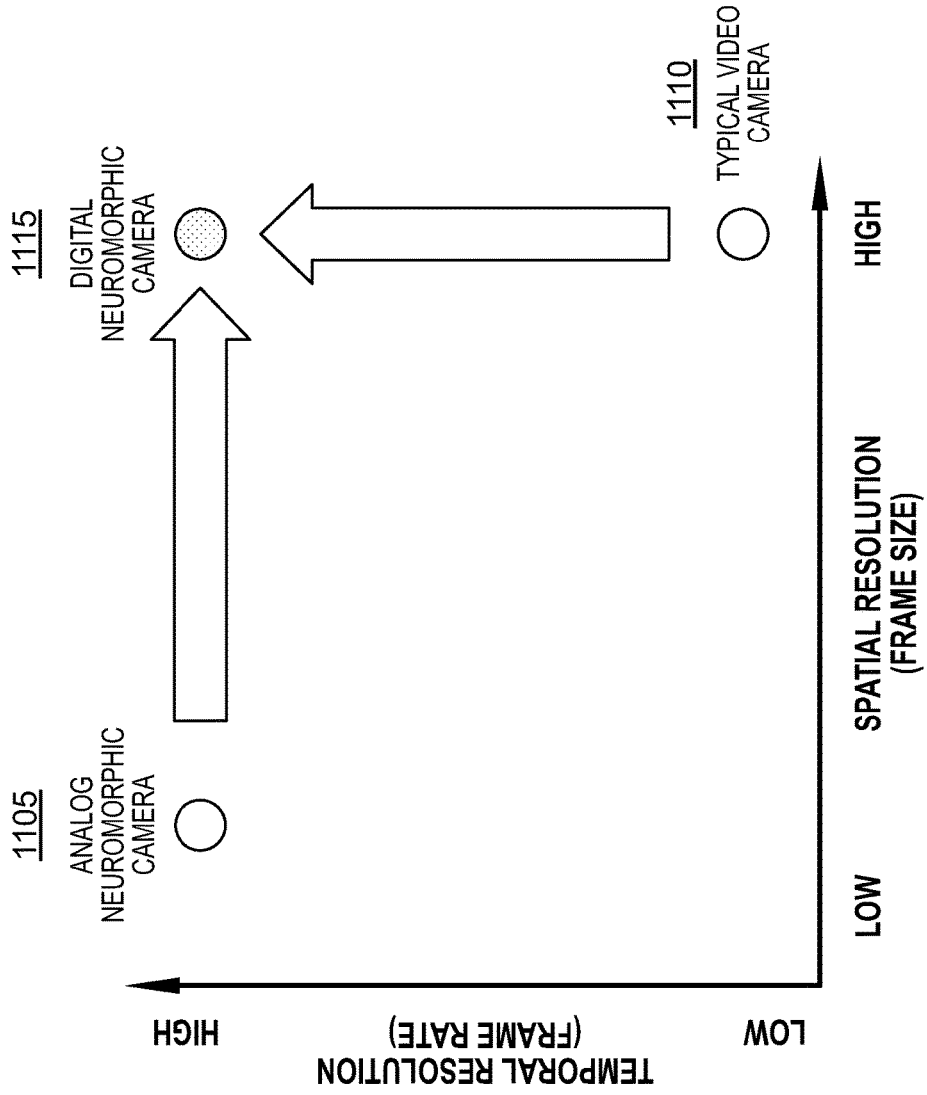 1105
ANALOG
NEUROMORPHIC
CAMERA
1115
DIGITAL
NEUROMORPHIC
CAMERA
1110
TYPICAL VIDEO
CAMERA
TEMPORAL RESOLUTION
(FRAME RATE)
HIGH
LOW
LOW
SPATIAL RESOLUTION
(FRAME SIZE)
HIGH